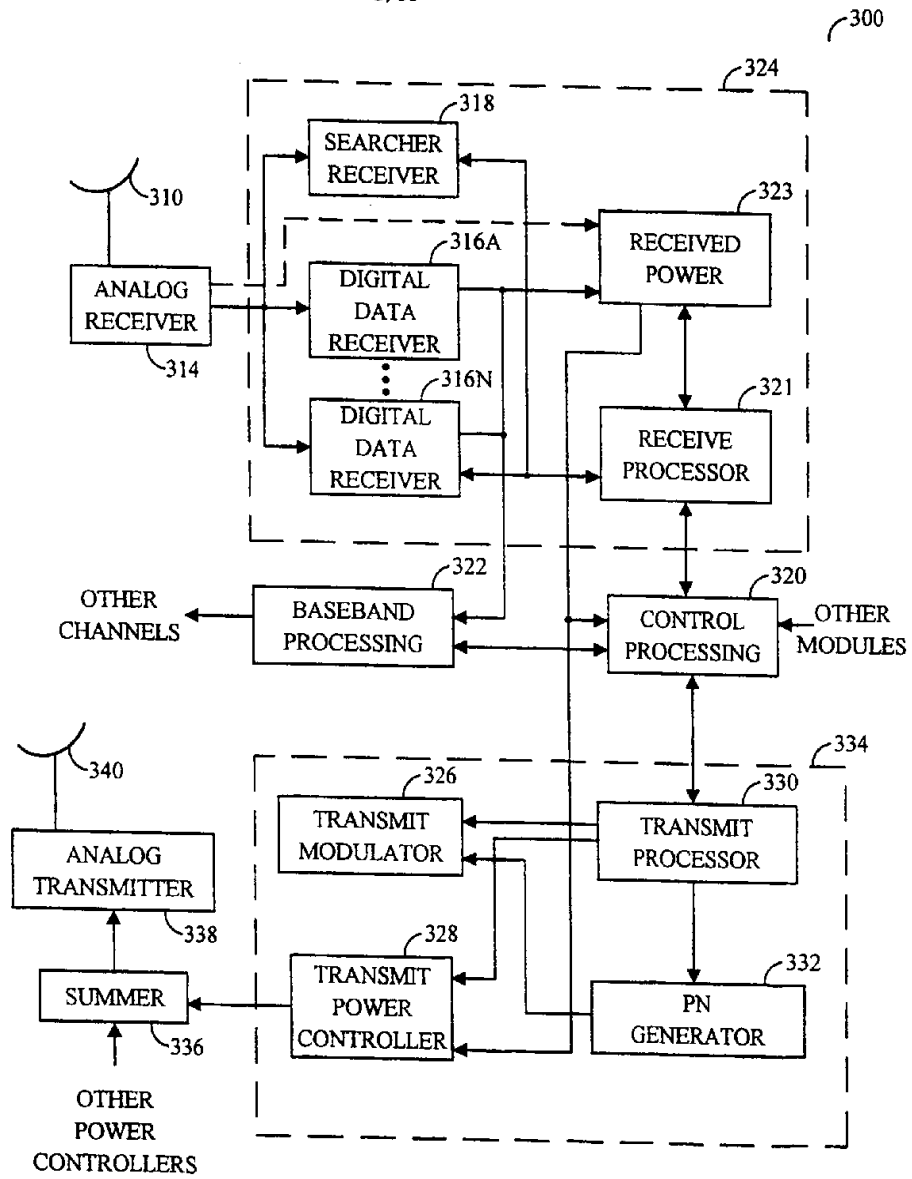 300
324
318
SEARCHER
RECEIVER
310
323
RECEIVED
POWER
316A
DIGITAL
DATA
RECEIVER
ANALOG
RECEIVER
314
316N
DIGITAL
DATA
RECEIVER
321
RECEIVE
PROCESSOR
322
BASEBAND
PROCESSING
OTHER
CHANNELS
320
CONTROL
PROCESSING
OTHER
MODULES
334
340
326
TRANSMIT
MODULATOR
330
TRANSMIT
PROCESSOR
ANALOG
TRANSMITTER
338
328
TRANSMIT
POWER
CONTROLLER
332
PN
GENERATOR
SUMMER
336
OTHER
POWER
CONTROLLERS